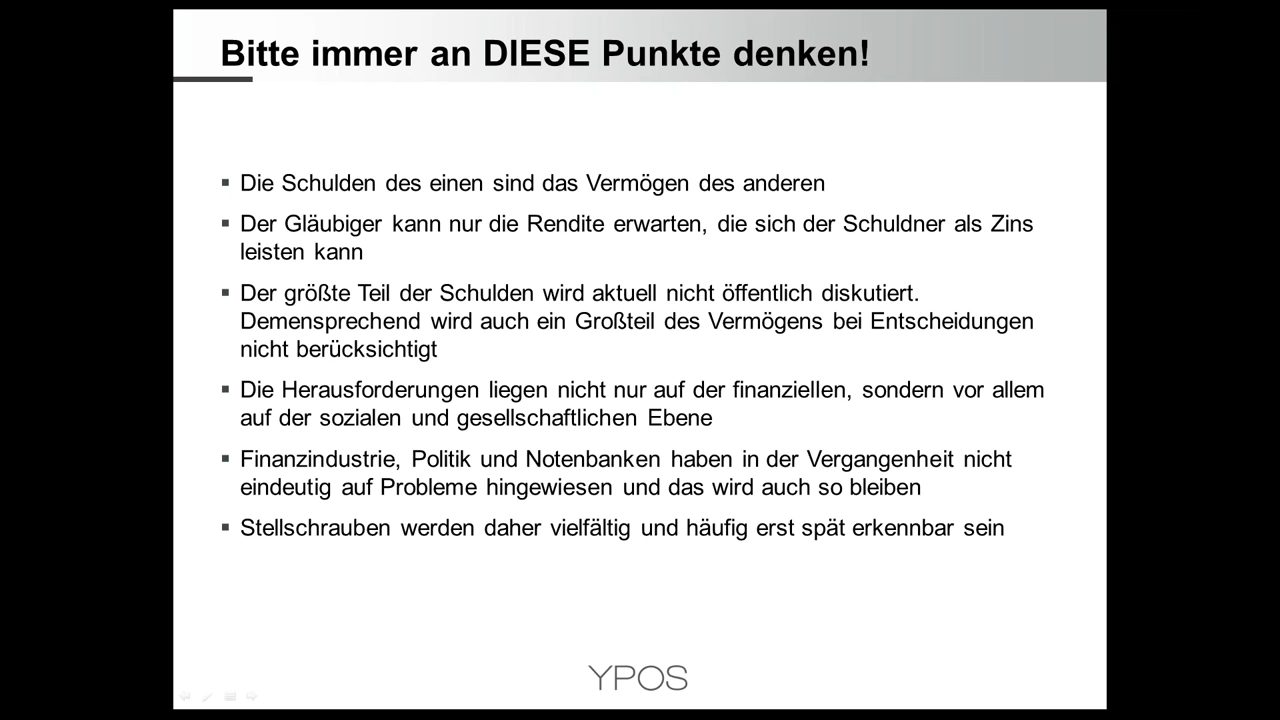 Bitte immer an DIESE Punkte denken!
Die Schulden des einen sind das Vermögen des anderen
Der Gläubiger kann nur die Rendite erwarten, die sich der Schuldner als Zins
leisten kann
Der größte Teil der Schulden wird aktuell nicht öffentlich diskutiert.
Demensprechend wird auch ein Großteil des Vermögens bei Entscheidungen
nicht berücksichtigt
Die Herausforderungen liegen nicht nur auf der finanziellen, sondern vor allem
auf der sozialen und gesellschaftlichen Ebene
Finanzindustrie, Politik und Notenbanken haben in der Vergangenheit nicht
eindeutig auf Probleme hingewiesen und das wird auch so bleiben
Stellschrauben werden daher vielfältig und häufig erst spät erkennbar sein
YPOS